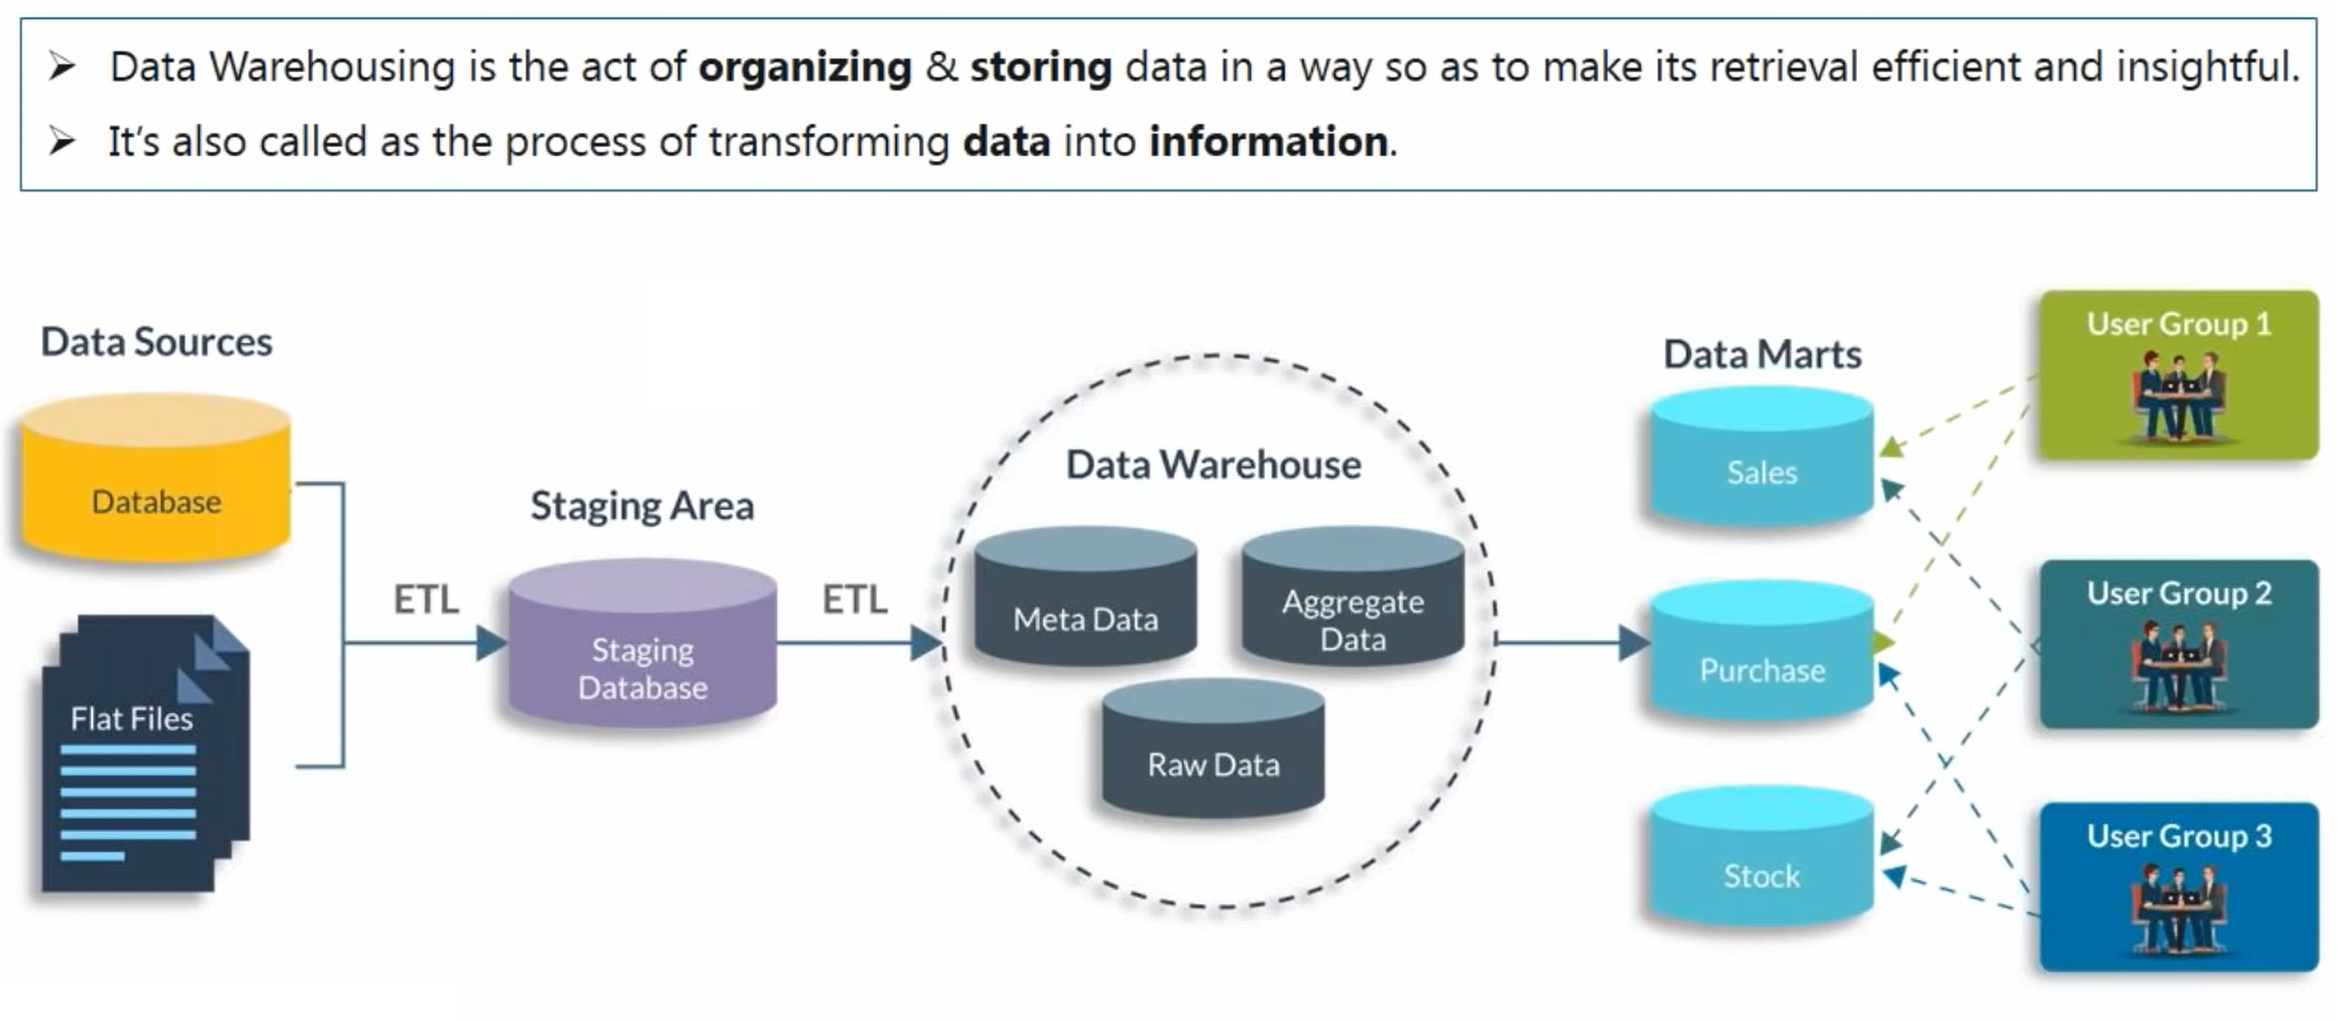 Data Warehousing is the act of organizing & storing data in a way so as to make its retrieval efficient and insightful.
It's also called as the process of transforming data into information.
Data Sources
Database
Flat Files
ETL
Staging Area
Staging
Database
ETL
Data Warehouse
Meta Data
Aggregate
Data
Raw Data
Data Marts
Sales
Purchase
Stock
User Group 1
User Group 2
User Group 3